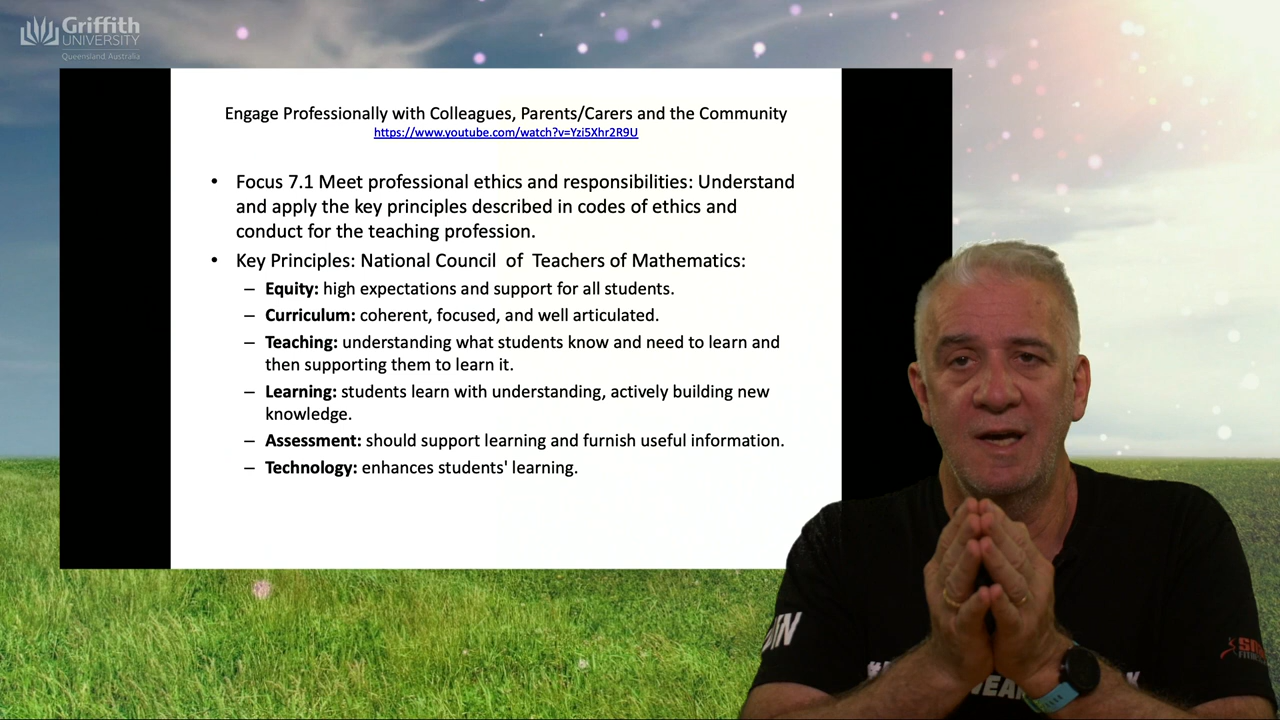 Griffith
UNIVERSITY
Queensland, Australia
Engage Professionally with Colleagues, Parents/Carers and the Community
https://www.youtube.com/watch?v=Yzi5Xhr2R9U
• Focus 7.1 Meet professional ethics and responsibilities: Understand
and apply the key principles described in codes of ethics and
conduct for the teaching profession.
• Key Principles: National Council of Teachers of Mathematics:
– Equity: high expectations and support for all students.
– Curriculum: coherent, focused, and well articulated.
– Teaching: understanding what students know and need to learn and
then supporting them to learn it.
– Learning: students learn with understanding, actively building new
knowledge.
– Assessment: should support learning and furnish useful information.
– Technology: enhances students' learning.